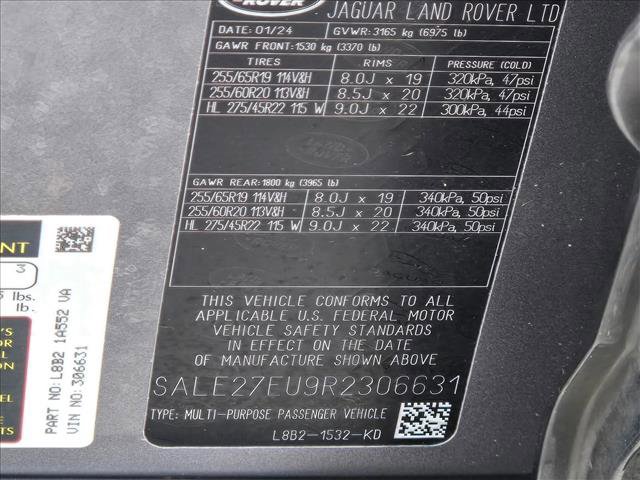 ROVER
JAGUAR LAND ROVER LTD
DATE: 01/24 GVWR: 3165 kg (6975 lb)
GAWR FRONT: 1530 kg (3370 lb)
TIRES RIMS PRESSURE (COLD)
255/65R19 114V&H 8.0J x 19 320kPa, 47psi
255/60R20 113V&H 8.5J x 20 320kPa, 47psi
HL 275/45R22 115 W 9.0J x 22 300kPa, 44psi
GAWR REAR: 1800 kg (3965 lb)
255/65R19 114V&H 8.0J x 19 340kPa, 50psi
255/60R20 113V&H 8.5J x 20 340kPa, 50psi
HL 275/45R22 115 W 9.0J x 22 340kPa, 50psi
THIS VEHICLE CONFORMS TO ALL
APPLICABLE U.S. FEDERAL MOTOR
VEHICLE SAFETY STANDARDS
IN EFFECT ON THE DATE
OF MANUFACTURE SHOWN ABOVE
SALE27EU9R2306631
TYPE: MULTI-PURPOSE PASSENGER VEHICLE
L8B2-1532-KD
3
lbs.
lb.
PART NO: L8B2 1A552 VA
VIN NO: 306631